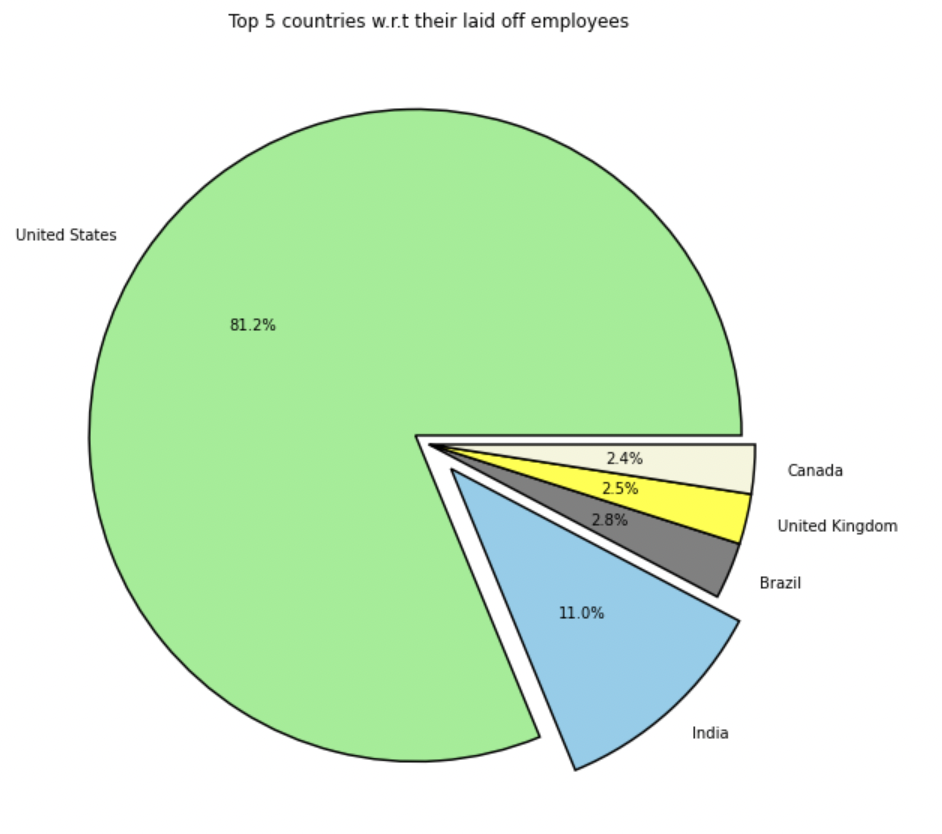 Top 5 countries w.r.t their laid off employees
United States
81.2%
2.4%
Canada
2.5%
United Kingdom
2.8%
Brazil
11.0%
India